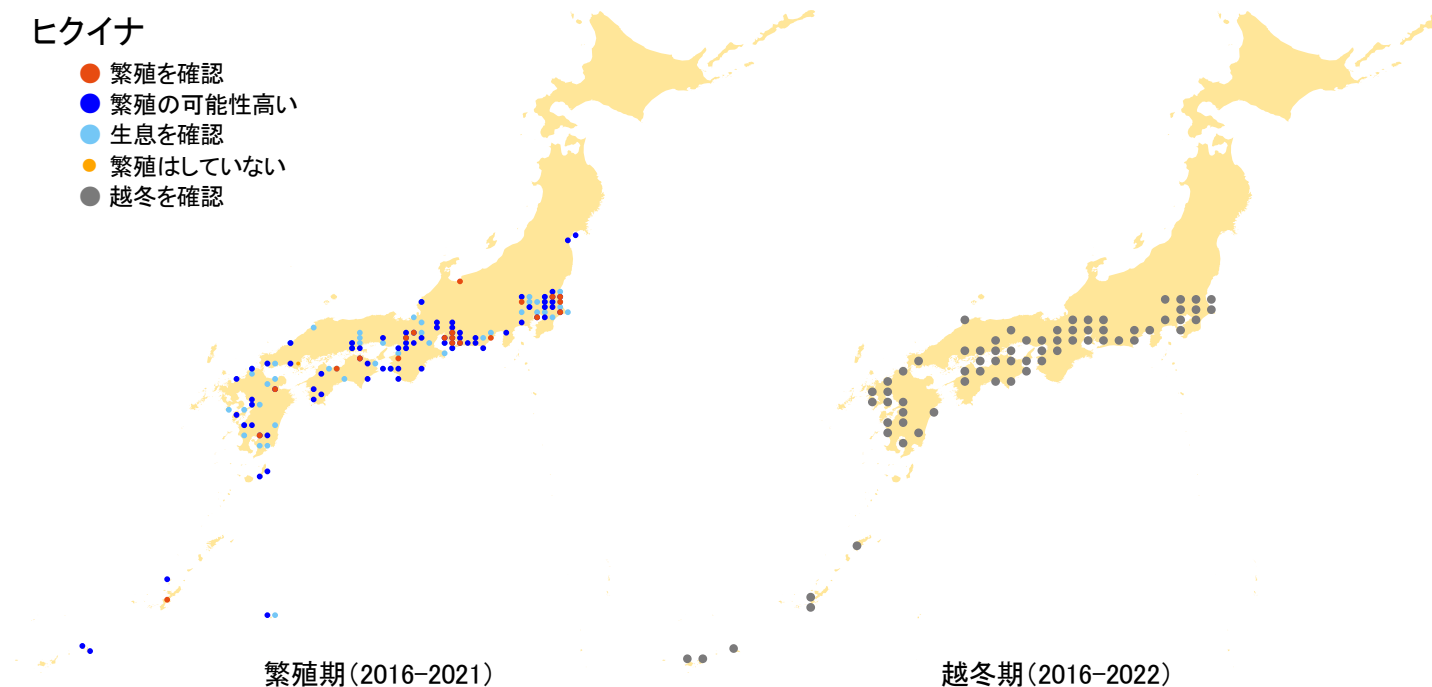 ヒクイナ
繁殖を確認
繁殖の可能性高い
生息を確認
繁殖はしていない
越冬を確認
繁殖期（2016-2021）
越冬期（2016-2022）